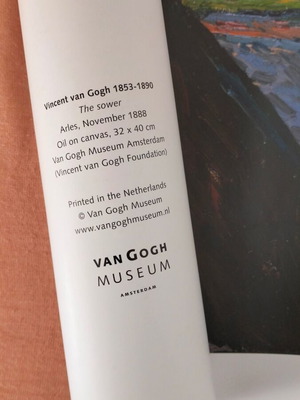 Vincent van Gogh 1853-1890
The sower
Arles, November 1888
Oil on canvas, 32 x 40 cm
Van Gogh Museum Amsterdam
(Vincent van Gogh Foundation)
Printed in the Netherlands
© Van Gogh Museum
www.vangoghmuseum.nl
VAN GOGH
MUSEUM
AMSTERDAM